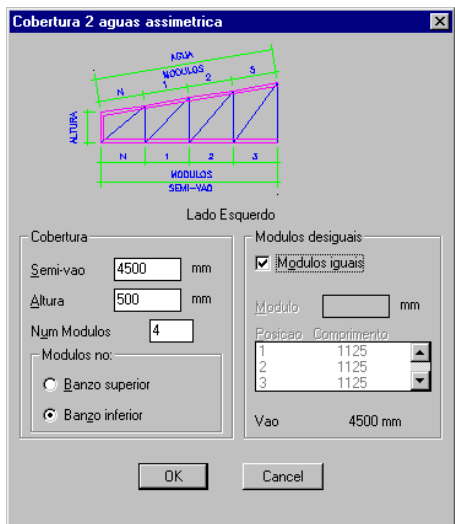 Cobertura 2 aguas assimetrica
AGUA
MODULOS
N 1 2 3
ALTURA
N 1 2 3
MODULOS
SEMI-VAO
Lado Esquerdo
Cobertura
Semi-vao 4500 mm
Altura 500 mm
Num Modulos 4
Modulos no:
Banzo superior
Banzo inferior
Modulos desiguais
Modulos iguais
Modulo mm
Posicao Comprimento
1 1125
2 1125
3 1125
Vao 4500 mm
OK Cancel